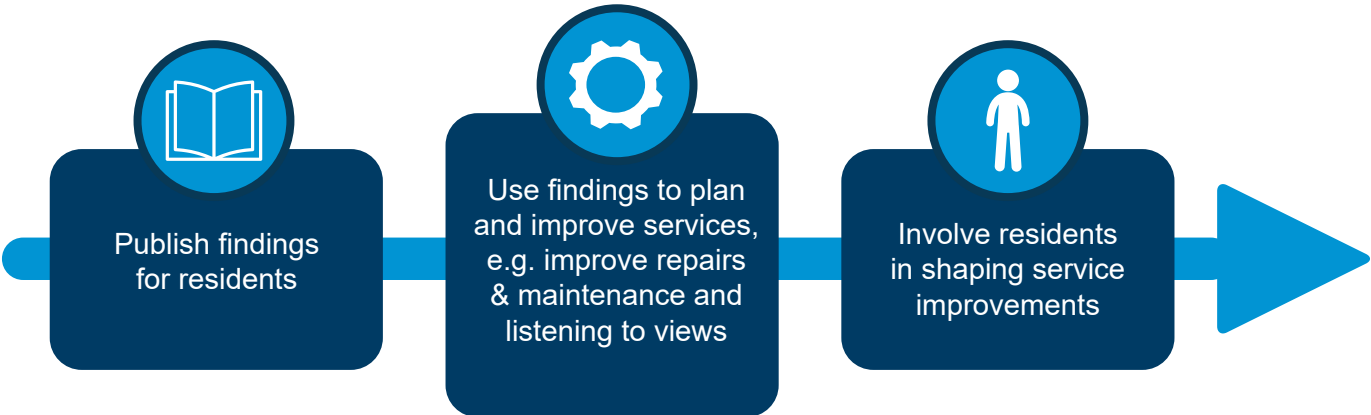 Publish findings
for residents
Use findings to plan
and improve services,
e.g. improve repairs
& maintenance and
listening to views
Involve residents
in shaping service
improvements